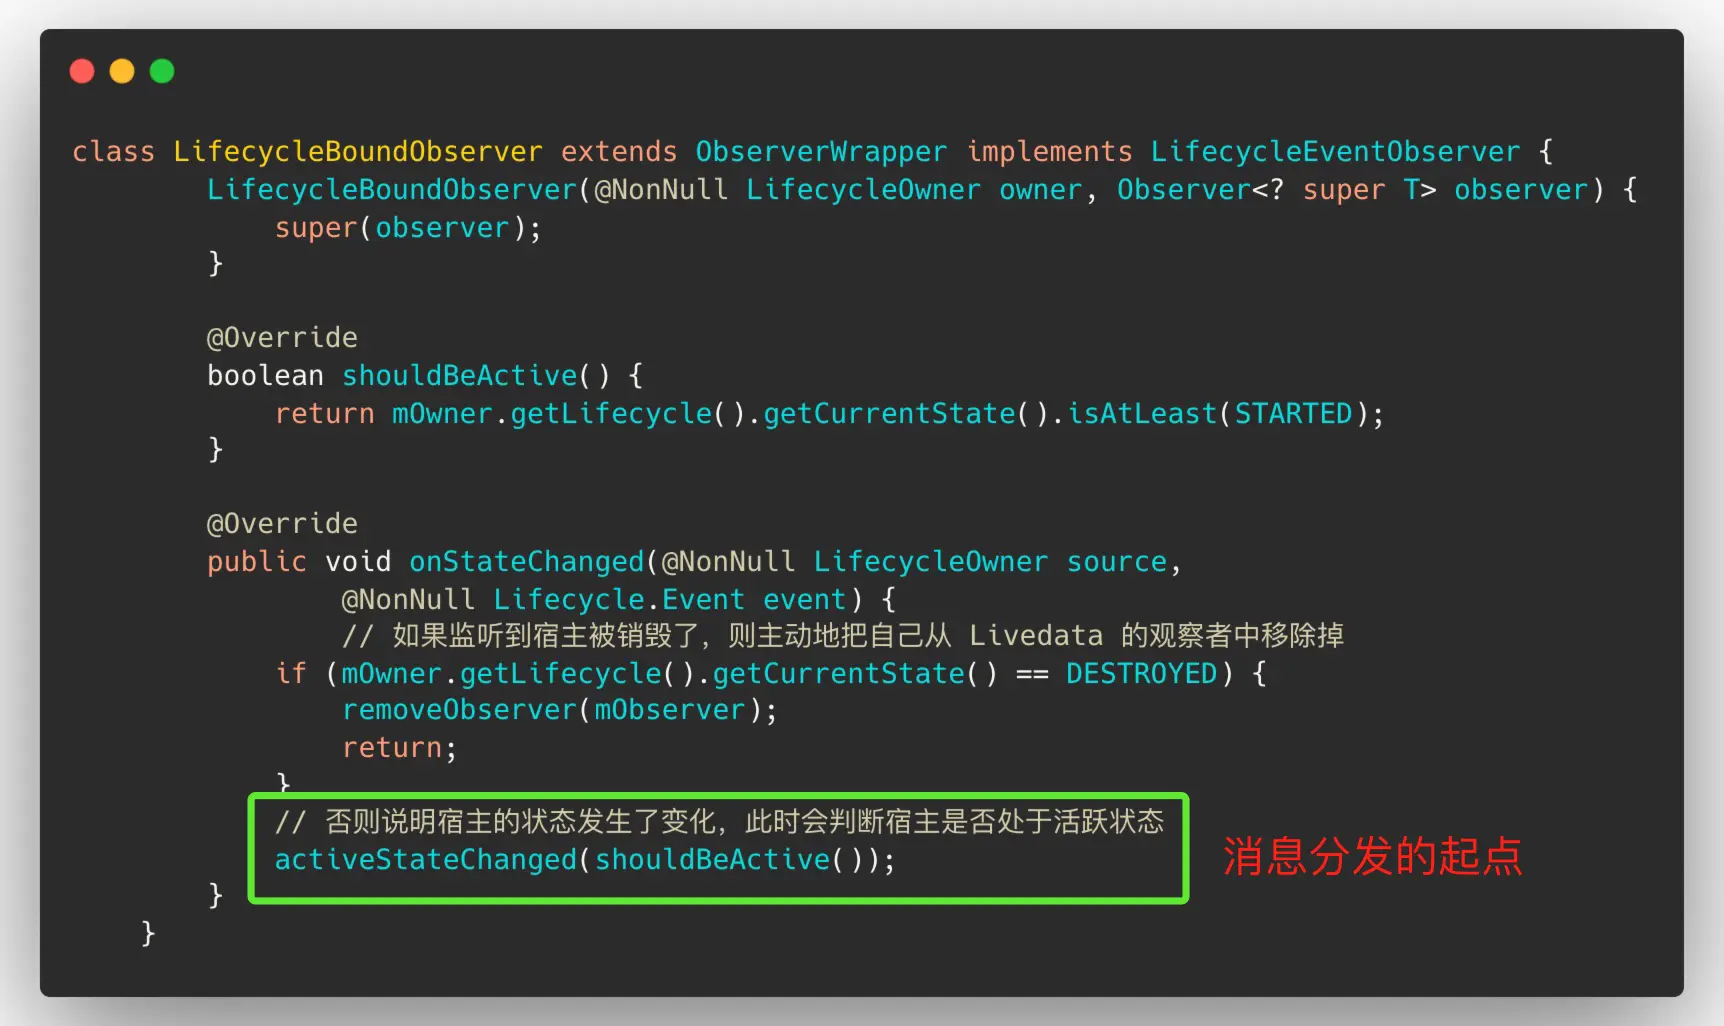 class LifecycleBoundObserver extends ObserverWrapper implements LifecycleEventObserver {
LifecycleBoundObserver(@NonNull LifecycleOwner owner, Observer<? super T> observer) {
super(observer);
}
@Override
boolean shouldBeActive() {
return mOwner.getLifecycle().getCurrentState().isAtLeast(STARTED);
}
@Override
public void onStateChanged(@NonNull LifecycleOwner source,
@NonNull Lifecycle.Event event) {
// 如果监听到宿主被销毁了，则主动地把自己从 Livedata 的观察者中移除掉
if (mOwner.getLifecycle().getCurrentState() == DESTROYED) {
removeObserver(mObserver);
return;
}
// 否则说明宿主的状态发生了变化，此时会判断宿主是否处于活跃状态
activeStateChanged(shouldBeActive());
消息分发的起点
}
}